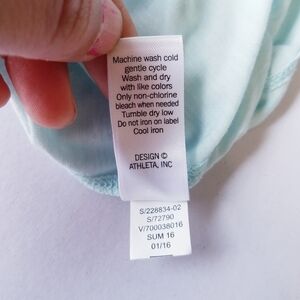 Machine wash cold
gentle cycle
Wash and dry
with like colors
Only non-chlorine
bleach when needed
Tumble dry low
Do not iron on label
Cool iron
DESIGN ©
ATHLETA, INC
S/228834-02
S/72790
V/700038016
SUM 16
01/16